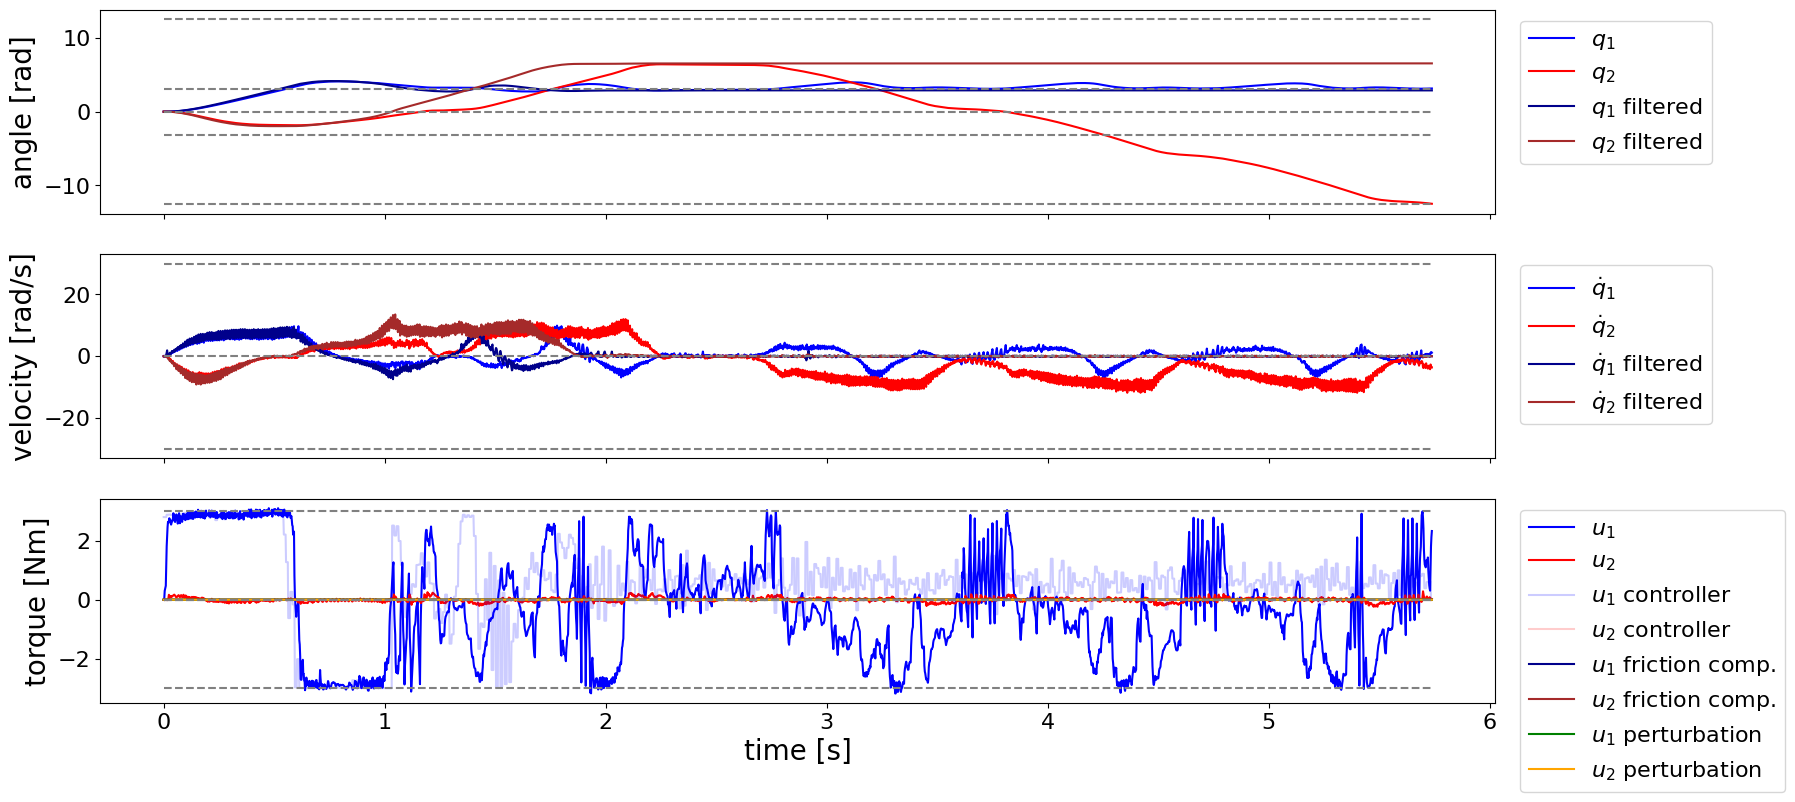 angle [rad]
10
0
−10
q₁
q₂
q₁ filtered
q₂ filtered
velocity [rad/s]
20
0
−20
q̇₁
q̇₂
q̇₁ filtered
q̇₂ filtered
torque [Nm]
2
0
−2
0 1 2 3 4 5 6
time [s]
u₁
u₂
u₁ controller
u₂ controller
u₁ friction comp.
u₂ friction comp.
u₁ perturbation
u₂ perturbation